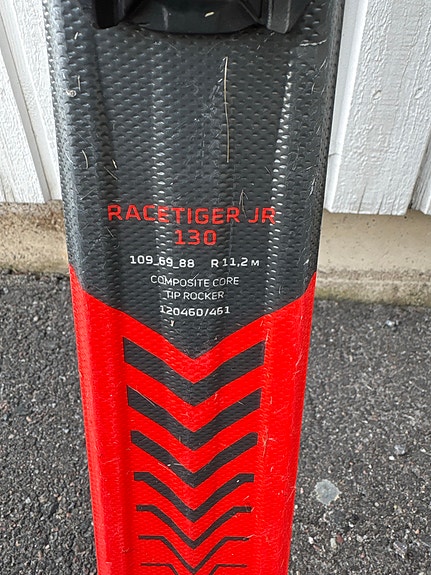 RACETIGER JR
130
109_69_88 R 11,2 M
COMPOSITE CORE
TIP ROCKER
120460/461